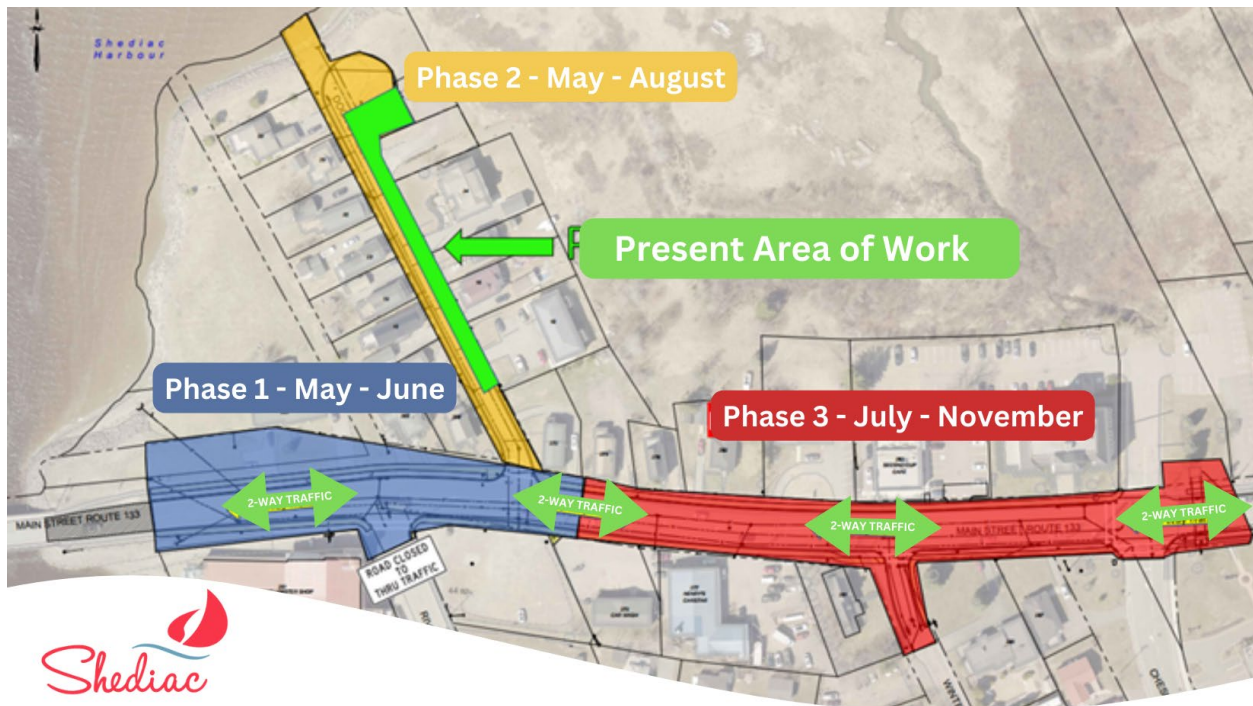 Shediac
Harbour
Phase 2 - May - August
Present Area of Work
Phase 1 - May - June
Phase 3 - July - November
2-WAY TRAFFIC
2-WAY TRAFFIC
2-WAY TRAFFIC
2-WAY TRAFFIC
MAIN STREET ROUTE 133
MAIN STREET ROUTE 133
ROAD CLOSED
TO
THRU TRAFFIC
Shediac